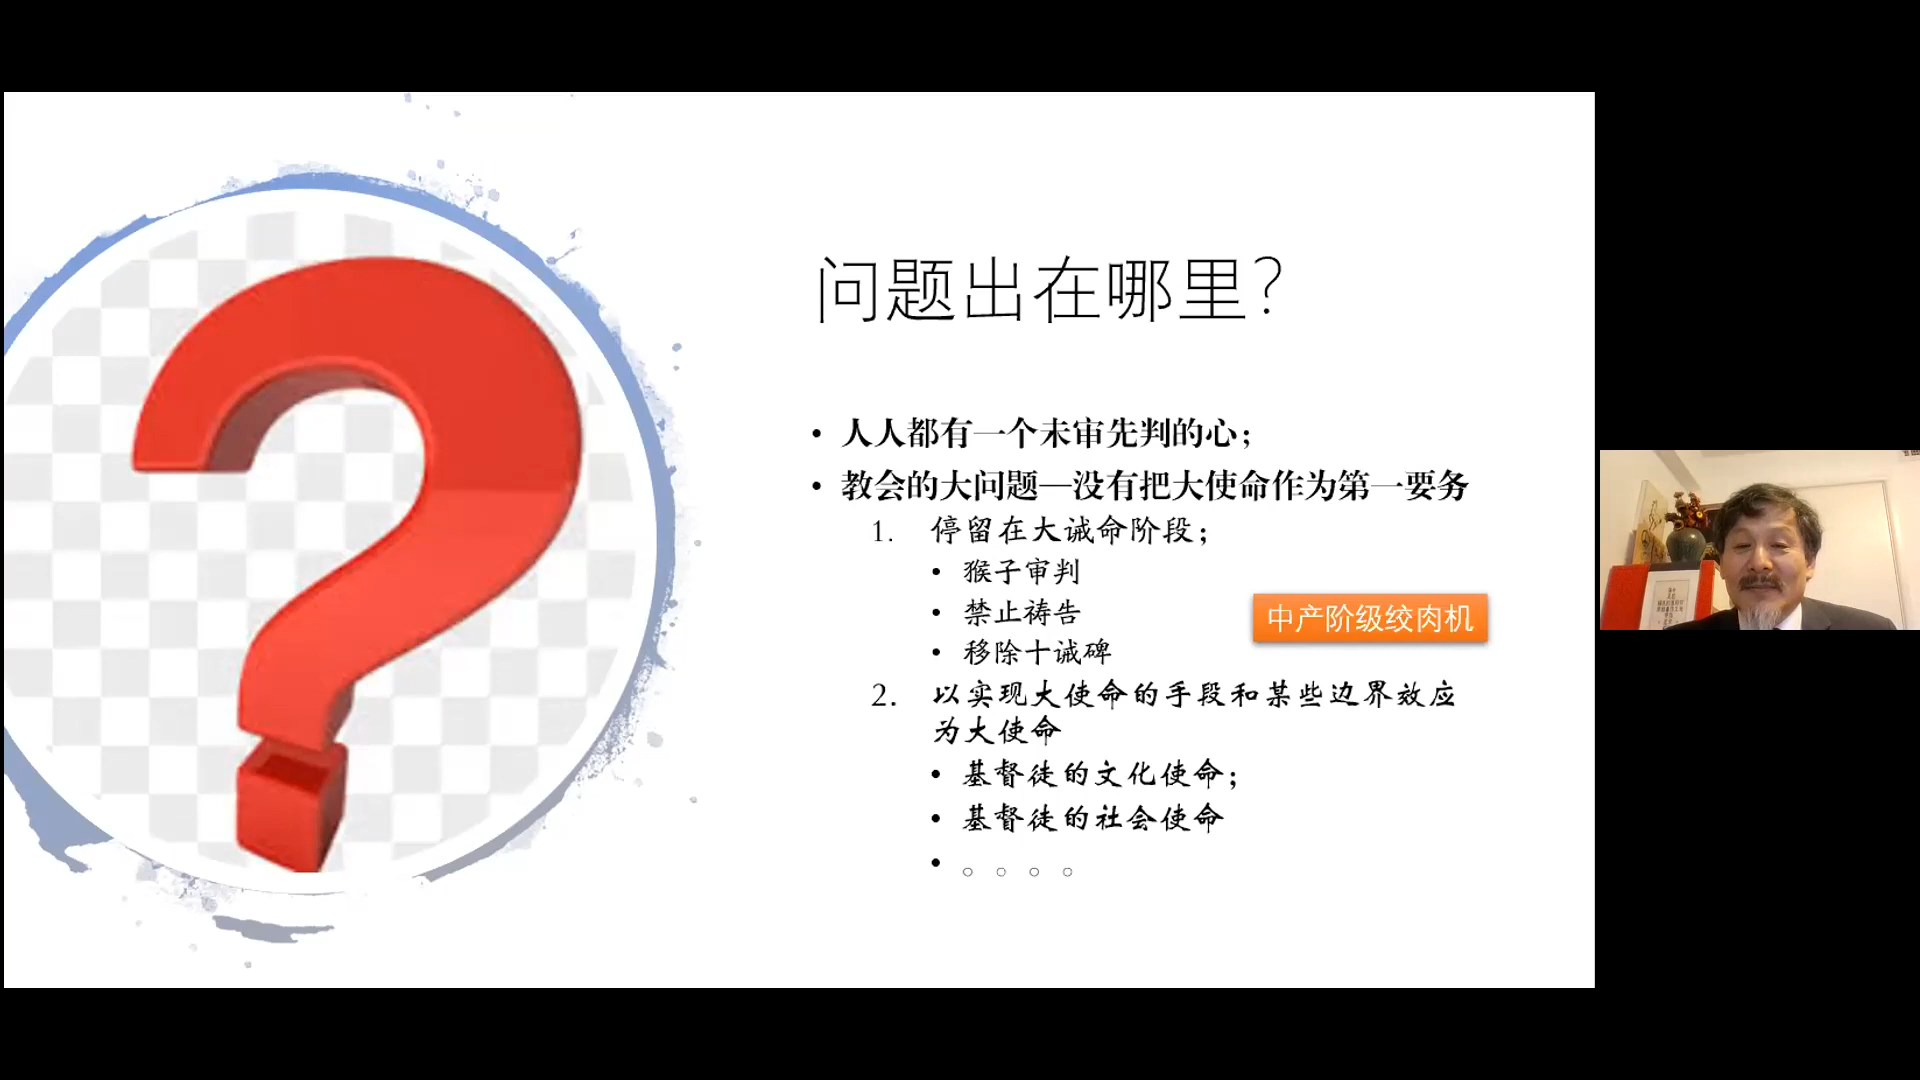 问题出在哪里？
• 人人都有一个未审先判的心；
• 教会的大问题—没有把大使命作为第一要务
1. 停留在大诫命阶段；
• 猴子审判
• 禁止祷告
• 移除十诫碑
中产阶级绞肉机
2. 以实现大使命的手段和某些边界效应
为大使命
• 基督徒的文化使命；
• 基督徒的社会使命
• 。。。。